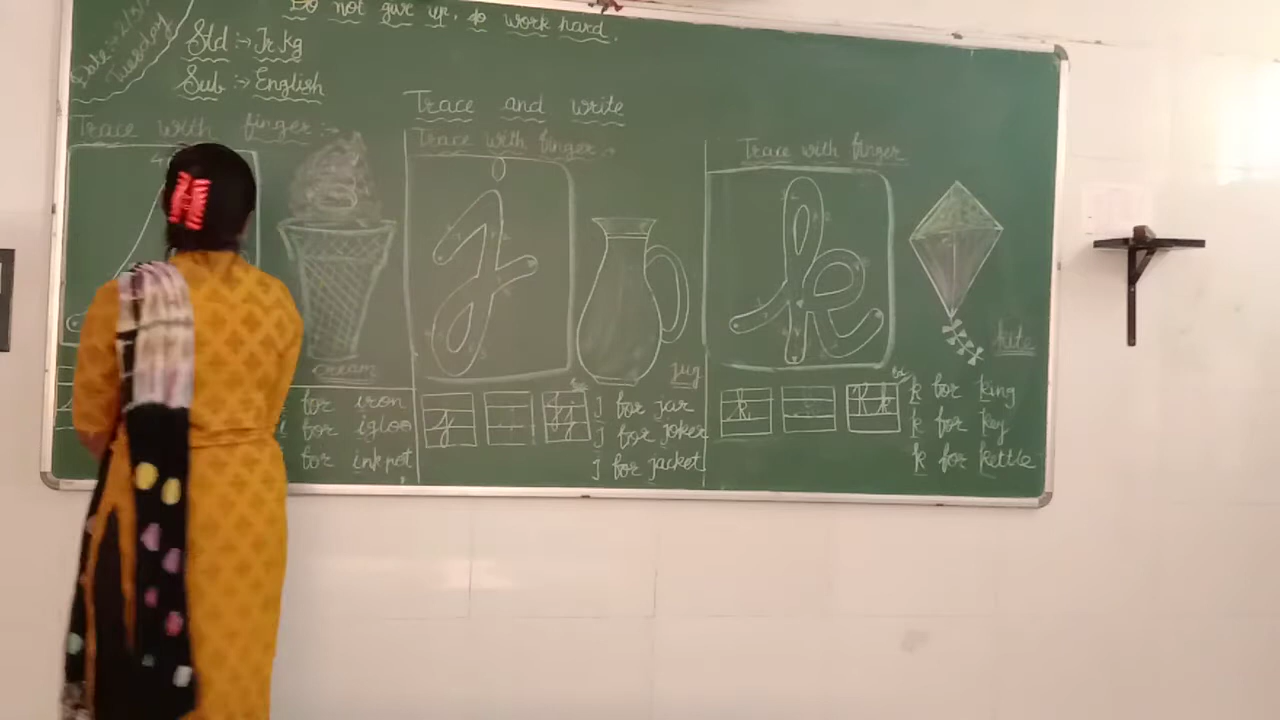 Do not give up, do work hard.
Date :-
Tuesday
Std :- Jr.kg
Sub :- English
Trace and write
Trace with finger :-
cream
for iron
i for igloo
for inkpot
Trace with finger :-
j
jug
j
j j
j for jar
j for joker
j for jacket
Trace with finger
k
kite
k
k k
k for king
k for key
k for kettle